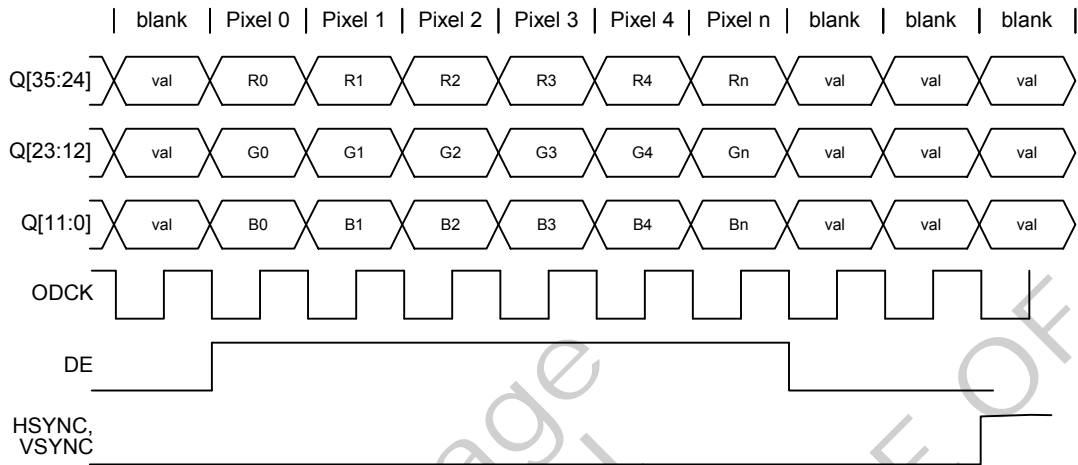 blank Pixel 0 Pixel 1 Pixel 2 Pixel 3 Pixel 4 Pixel n blank blank blank
Q[35:24] val R0 R1 R2 R3 R4 Rn val val val
Q[23:12] val G0 G1 G2 G3 G4 Gn val val val
Q[11:0] val B0 B1 B2 B3 B4 Bn val val val
ODCK
DE
HSYNC,
VSYNC
OF